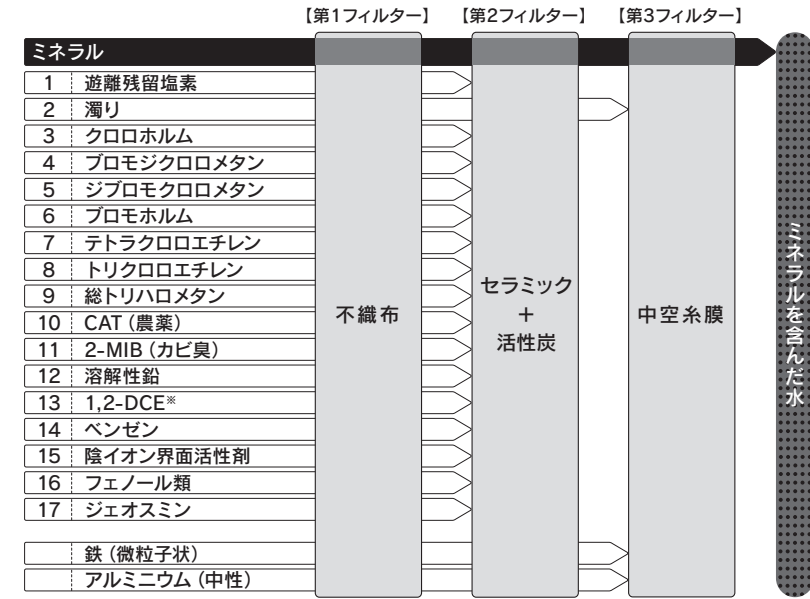 【第1フィルター】 【第2フィルター】 【第3フィルター】
ミネラル
1 遊離残留塩素
2 濁り
3 クロロホルム
4 ブロモジクロロメタン
5 ジブロモクロロメタン
6 ブロモホルム
7 テトラクロロエチレン
8 トリクロロエチレン
9 総トリハロメタン
10 CAT（農薬）
11 2-MIB（カビ臭）
12 溶解性鉛
13 1,2-DCE※
14 ベンゼン
15 陰イオン界面活性剤
16 フェノール類
17 ジェオスミン
鉄（微粒子状）
アルミニウム（中性）
不織布
セラミック
＋
活性炭
中空糸膜
ミネラルを含んだ水